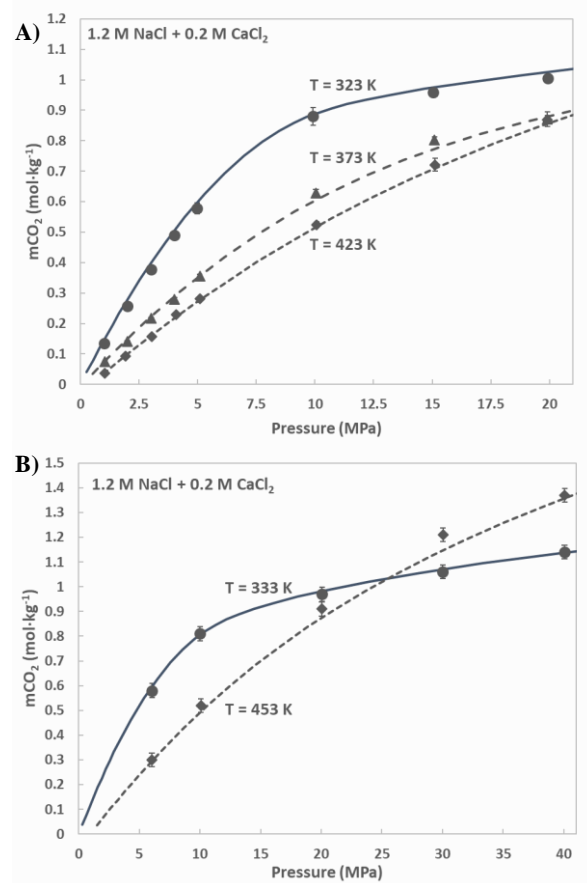 A)
1.2 M NaCl + 0.2 M CaCl₂
T = 323 K
T = 373 K
T = 423 K
mCO₂ (mol·kg⁻¹)
1.2
1.1
1
0.9
0.8
0.7
0.6
0.5
0.4
0.3
0.2
0.1
0
2.5 5 7.5 10 12.5 15 17.5 20
Pressure (MPa)
B)
1.2 M NaCl + 0.2 M CaCl₂
T = 333 K
T = 453 K
mCO₂ (mol·kg⁻¹)
1.5
1.4
1.3
1.2
1.1
1
0.9
0.8
0.7
0.6
0.5
0.4
0.3
0.2
0.1
0
0 5 10 15 20 25 30 35 40
Pressure (MPa)